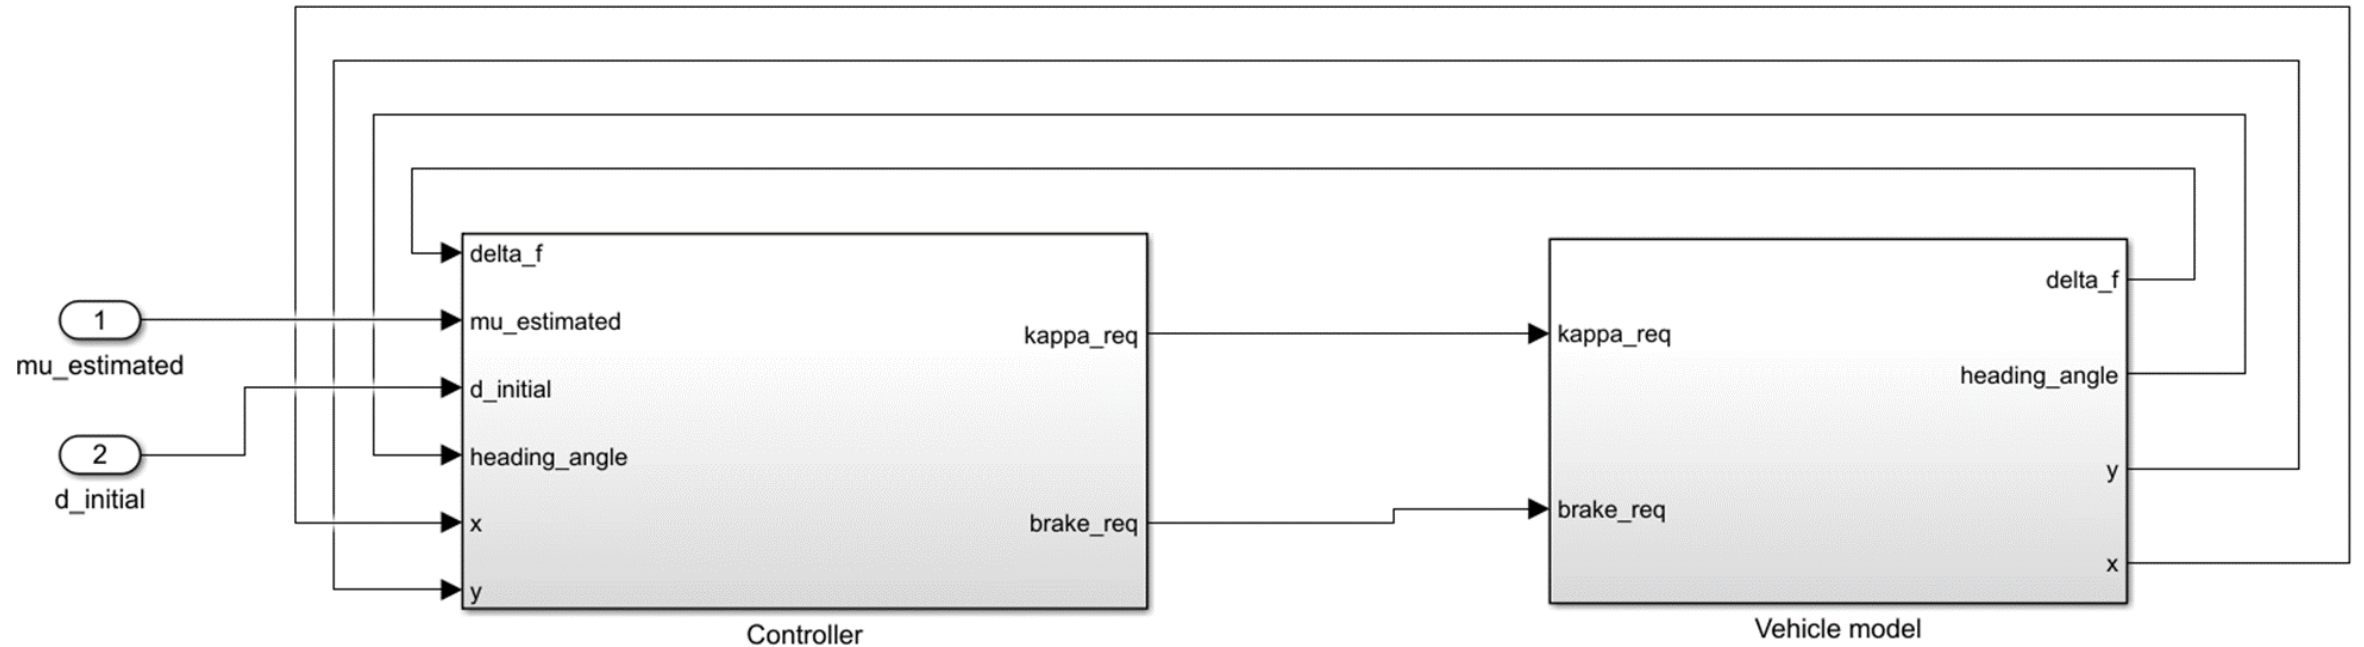 1
mu_estimated
2
d_initial
delta_f
mu_estimated
d_initial
heading_angle
x
y
kappa_req
brake_req
Controller
kappa_req
brake_req
delta_f
heading_angle
y
x
Vehicle model